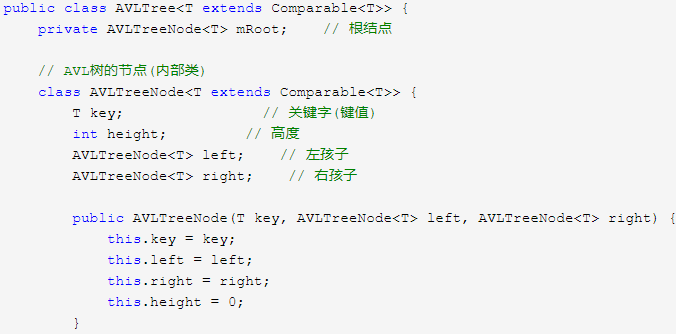 public class AVLTree<T extends Comparable<T>> {
    private AVLTreeNode<T> mRoot;    // 根结点

    // AVL树的节点(内部类)
    class AVLTreeNode<T extends Comparable<T>> {
        T key;                // 关键字(键值)
        int height;         // 高度
        AVLTreeNode<T> left;    // 左孩子
        AVLTreeNode<T> right;    // 右孩子

        public AVLTreeNode(T key, AVLTreeNode<T> left, AVLTreeNode<T> right) {
            this.key = key;
            this.left = left;
            this.right = right;
            this.height = 0;
        }